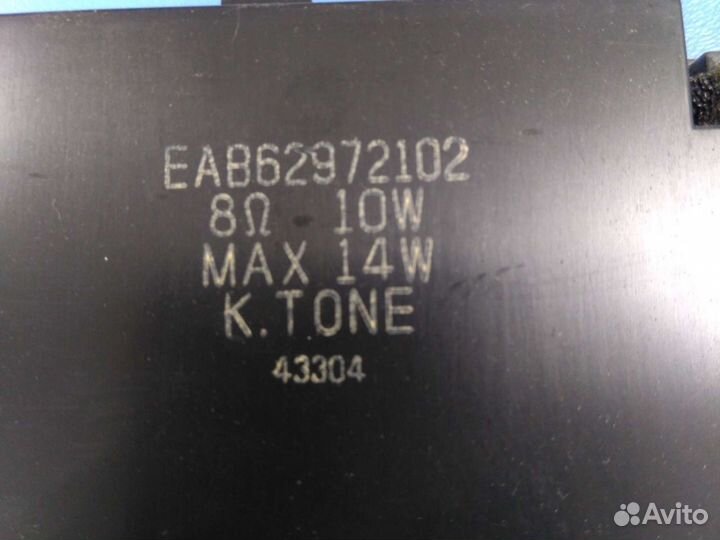 EAB62972102
8Ω 10W
MAX 14W
K.TONE
43304
Avito